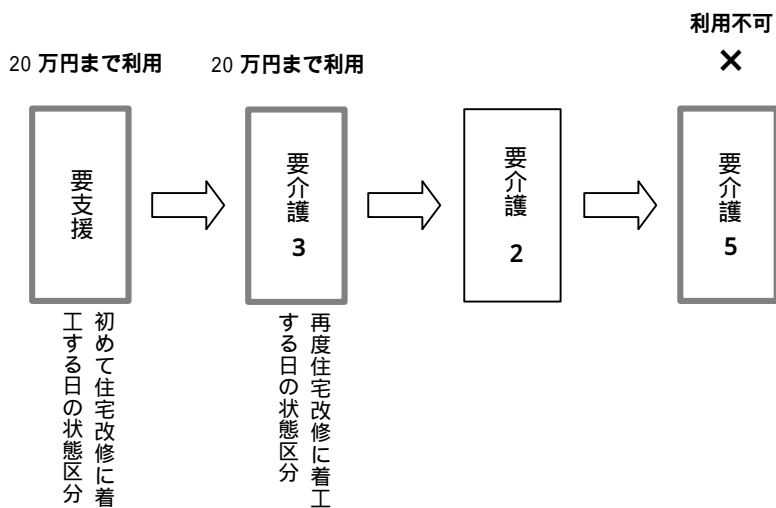 利用不可
×
20 万円まで利用
20 万円まで利用
要支援
要介護
3
要介護
2
要介護
5
初めて住宅改修に着
工する日の状態区分
再度住宅改修に着工
する日の状態区分